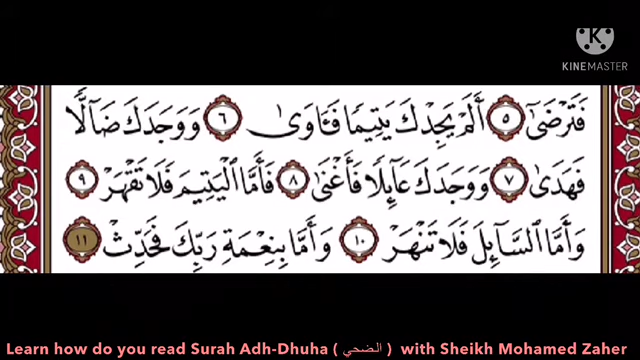 K
KINEMASTER
فَتَرْضَىٰٓ ٥ أَلَمْ يَجِدْكَ يَتِيمًا فَـَٔاوَىٰ ٦ وَوَجَدَكَ ضَآلًّا
فَهَدَىٰ ٧ وَوَجَدَكَ عَآئِلًا فَأَغْنَىٰ ٨ فَأَمَّا ٱلْيَتِيمَ فَلَا تَقْهَرْ ٩
وَأَمَّا ٱلسَّآئِلَ فَلَا تَنْهَرْ ١٠ وَأَمَّا بِنِعْمَةِ رَبِّكَ فَحَدِّثْ ١١
Learn how do you read Surah Adh-Dhuha ( الضحي ) with Sheikh Mohamed Zaher